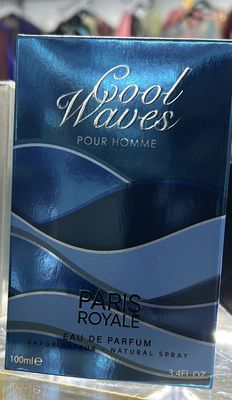 Cool
Waves
POUR HOMME
PARIS
ROYALE
EAU DE PARFUM
VAPORISATEUR - NATURAL SPRAY
100ml℮
3.4FL.OZ